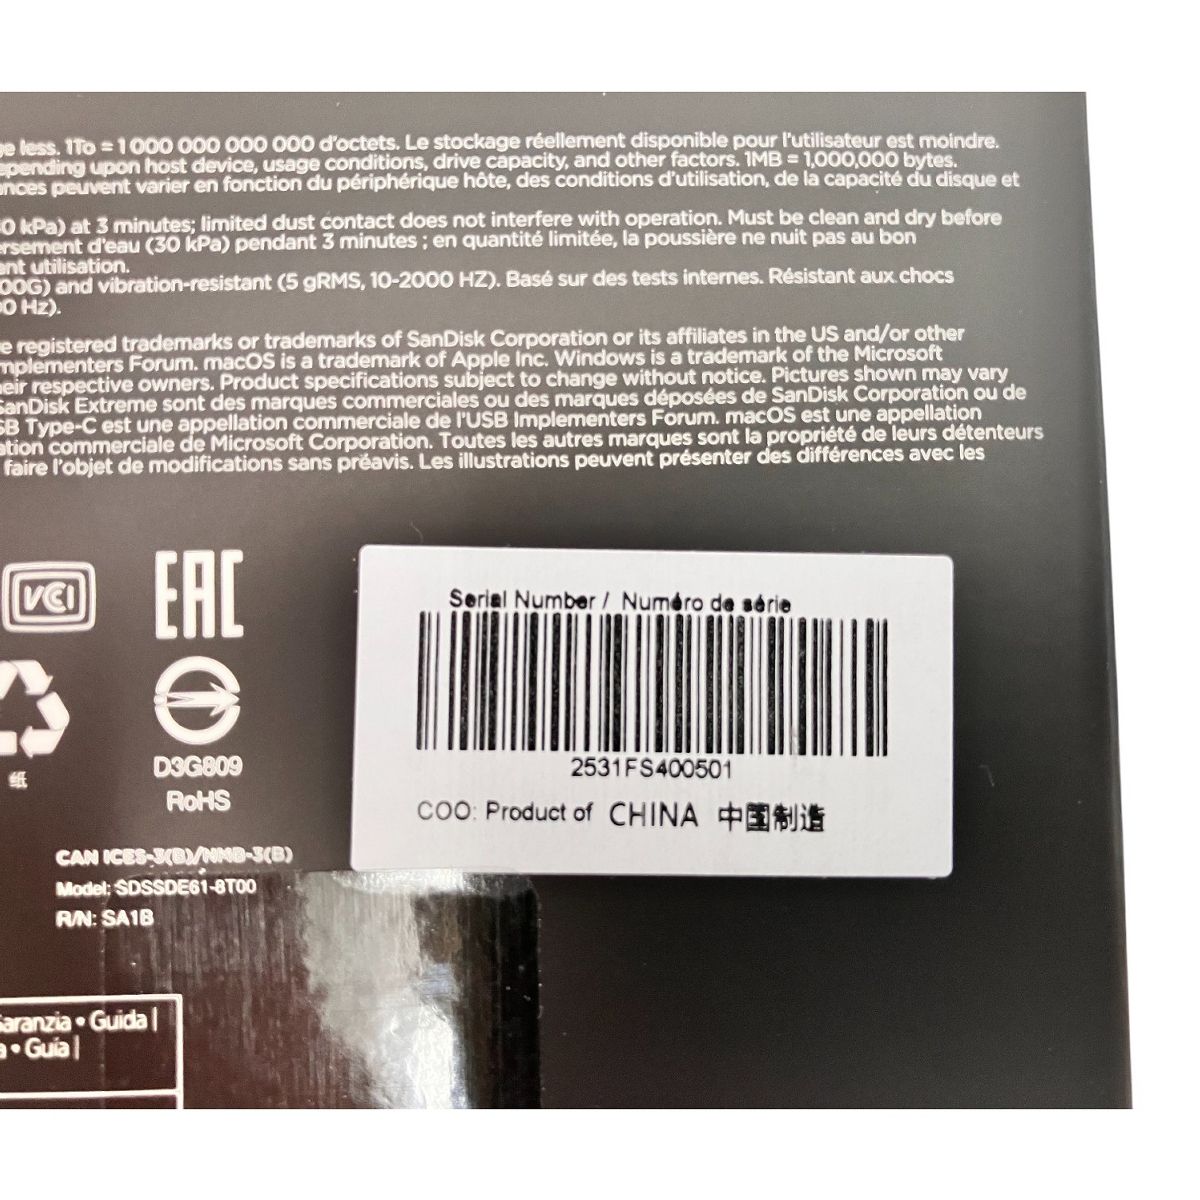 ge less. 1To = 1 000 000 000 000 d'octets. Le stockage réellement disponible pour l'utilisateur est moindre.
epending upon host device, usage conditions, drive capacity, and other factors. 1MB = 1,000,000 bytes.
ances peuvent varier en fonction du périphérique hôte, des conditions d'utilisation, de la capacité du disque et
30 kPa) at 3 minutes; limited dust contact does not interfere with operation. Must be clean and dry before
ersement d'eau (30 kPa) pendant 3 minutes ; en quantité limitée, la poussière ne nuit pas au bon
ant utilisation.
00G) and vibration-resistant (5 gRMS, 10-2000 HZ). Basé sur des tests internes. Résistant aux chocs
00 Hz).
e registered trademarks or trademarks of SanDisk Corporation or its affiliates in the US and/or other
mplementers Forum. macOS is a trademark of Apple Inc. Windows is a trademark of the Microsoft
heir respective owners. Product specifications subject to change without notice. Pictures shown may vary
SanDisk Extreme sont des marques commerciales ou des marques déposées de SanDisk Corporation ou de
SB Type-C est une appellation commerciale de l'USB Implementers Forum. macOS est une appellation
ation commerciale de Microsoft Corporation. Toutes les autres marques sont la propriété de leurs détenteurs
faire l'objet de modifications sans préavis. Les illustrations peuvent présenter des différences avec les
VCCI
EAC
D3G809
RoHS
纸
CAN ICES-3(B)/NMB-3(B)
Model: SDSSDE61-8T00
R/N: SA1B
Serial Number / Numéro de série
2531FS400501
COO: Product of CHINA 中国制造
Garanzia • Guida |
a • Guía |